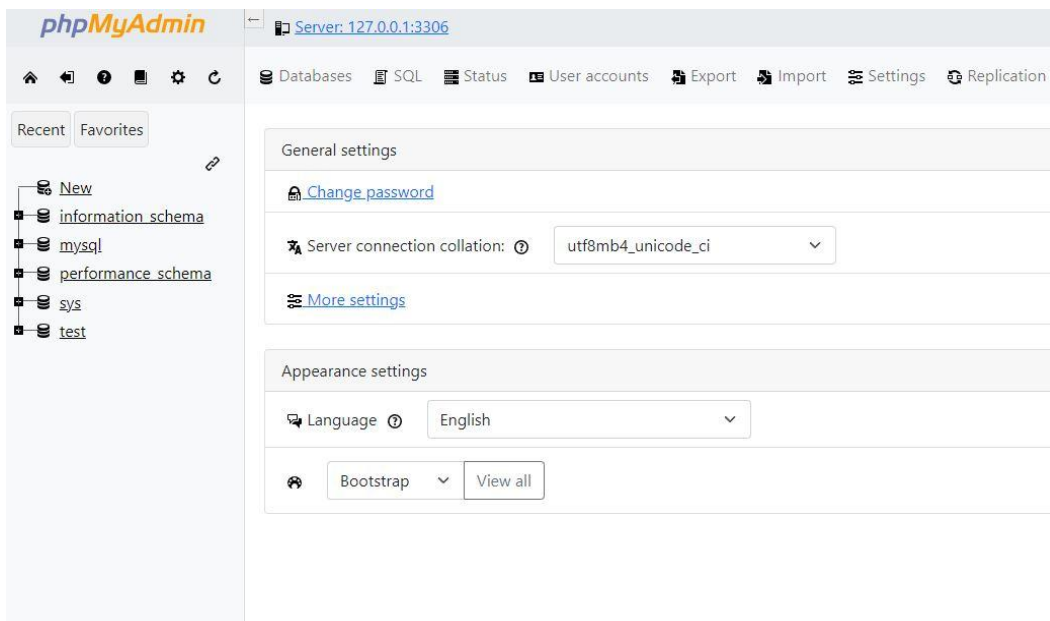 phpMyAdmin
Server: 127.0.0.1:3306
Databases SQL Status User accounts Export Import Settings Replication
Recent Favorites
New
information_schema
mysql
performance_schema
sys
test
General settings
Change password
Server connection collation: utf8mb4_unicode_ci
More settings
Appearance settings
Language English
Bootstrap View all